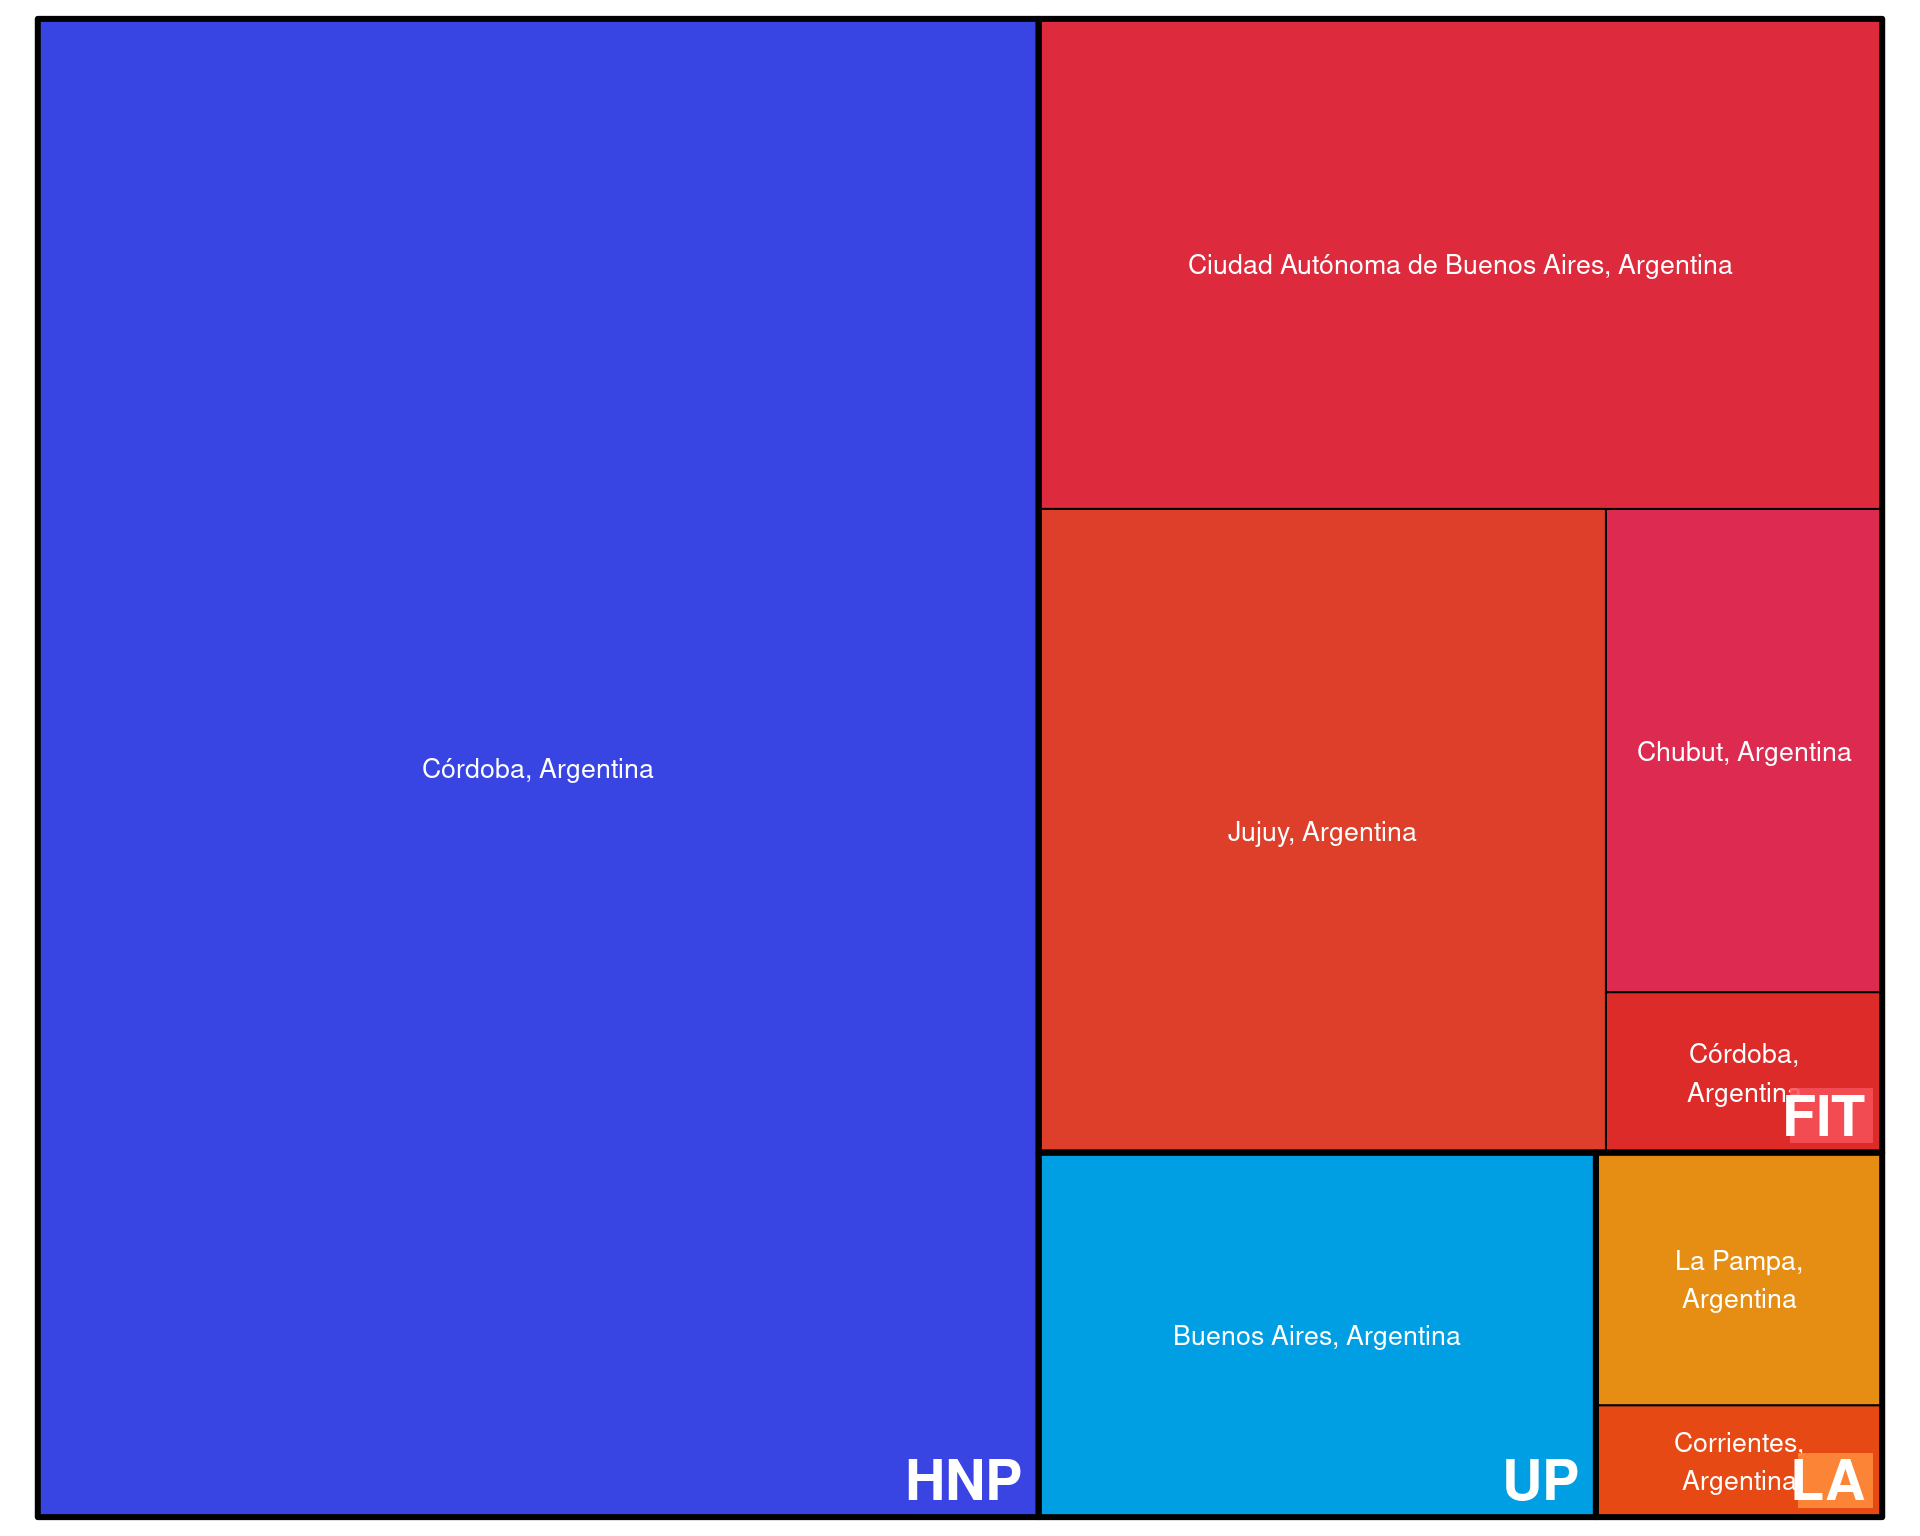 Córdoba, Argentina
HNP
Ciudad Autónoma de Buenos Aires, Argentina
Jujuy, Argentina
Chubut, Argentina
Córdoba,
Argentina
FIT
Buenos Aires, Argentina
UP
La Pampa,
Argentina
Corrientes,
Argentina
LA